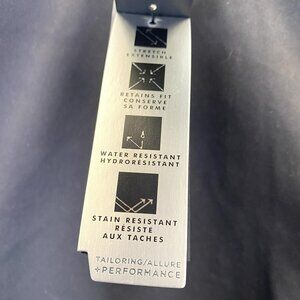 STRETCH
EXTENSIBLE
RETAINS FIT
CONSERVE
SA FORME
WATER RESISTANT
HYDRORÉSISTANT
STAIN RESISTANT
RÉSISTE
AUX TACHES
TAILORING/ALLURE
+PERFORMANCE